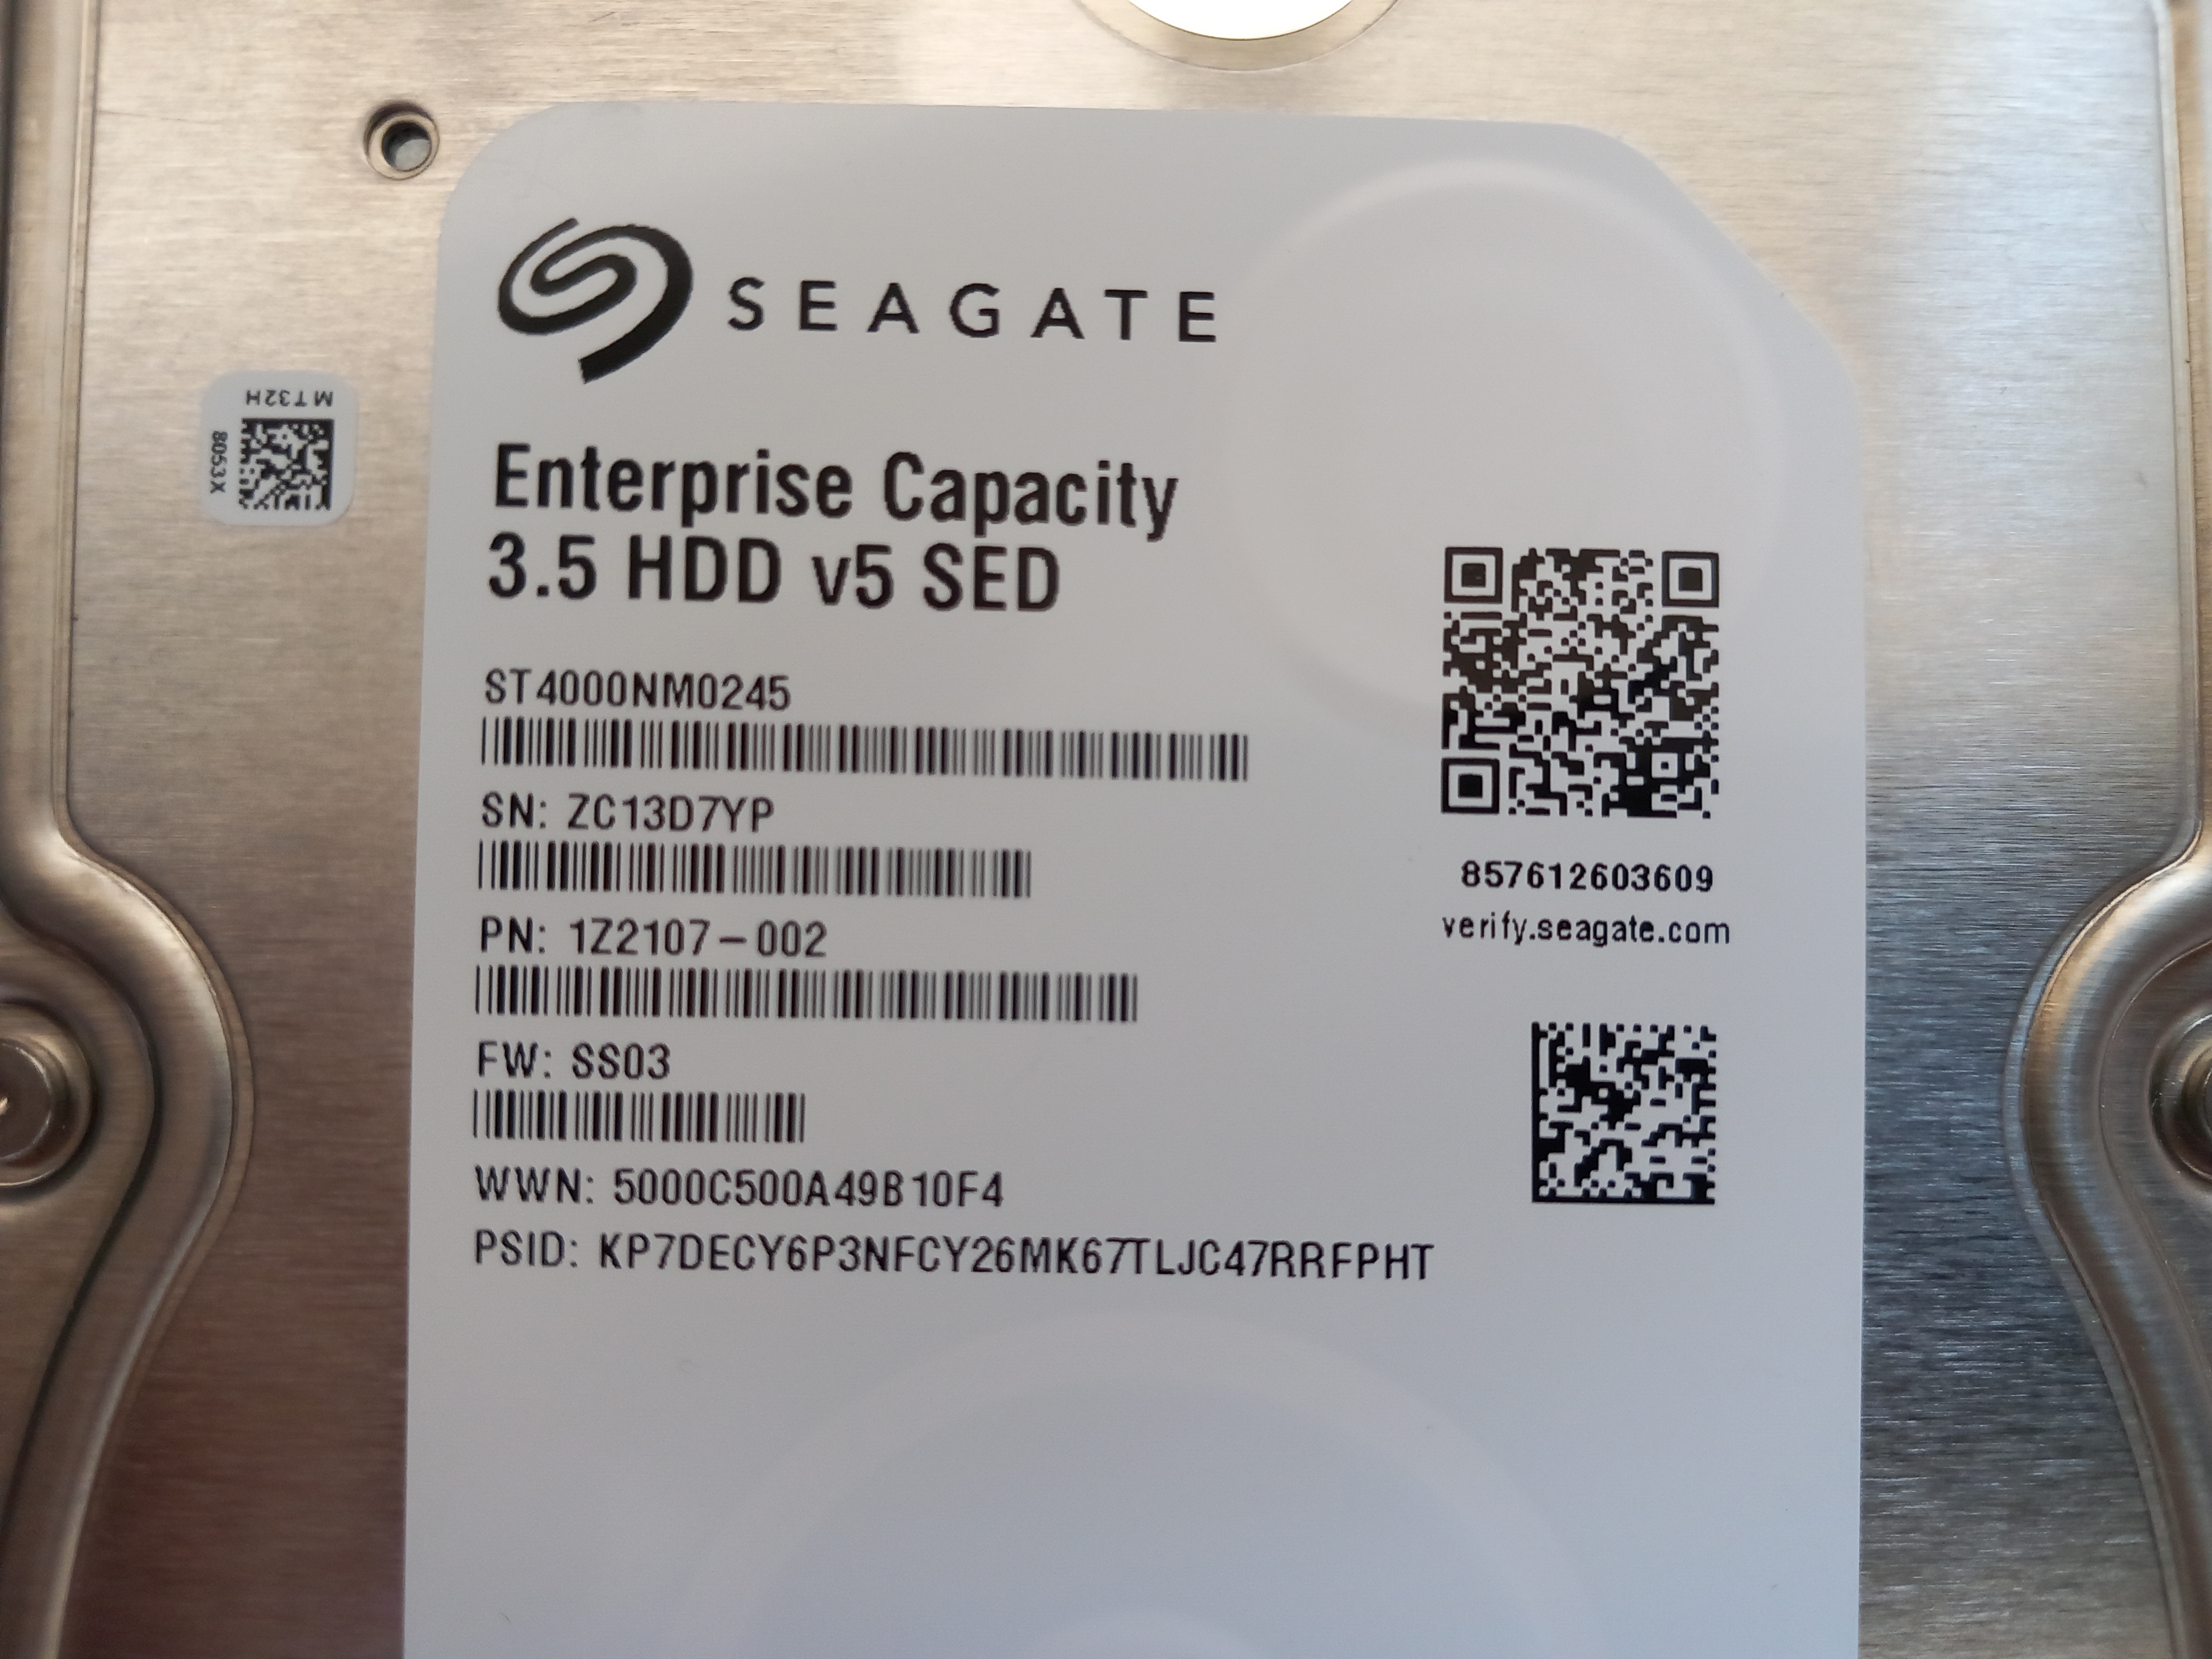 SEAGATE
MT32H
8053X
Enterprise Capacity
3.5 HDD v5 SED
ST4000NM0245
SN: ZC13D7YP
PN: 1Z2107-002
FW: SS03
WWN: 5000C500A49B10F4
PSID: KP7DECY6P3NFCY26MK67TLJC47RRFPHT
857612603609
verify.seagate.com